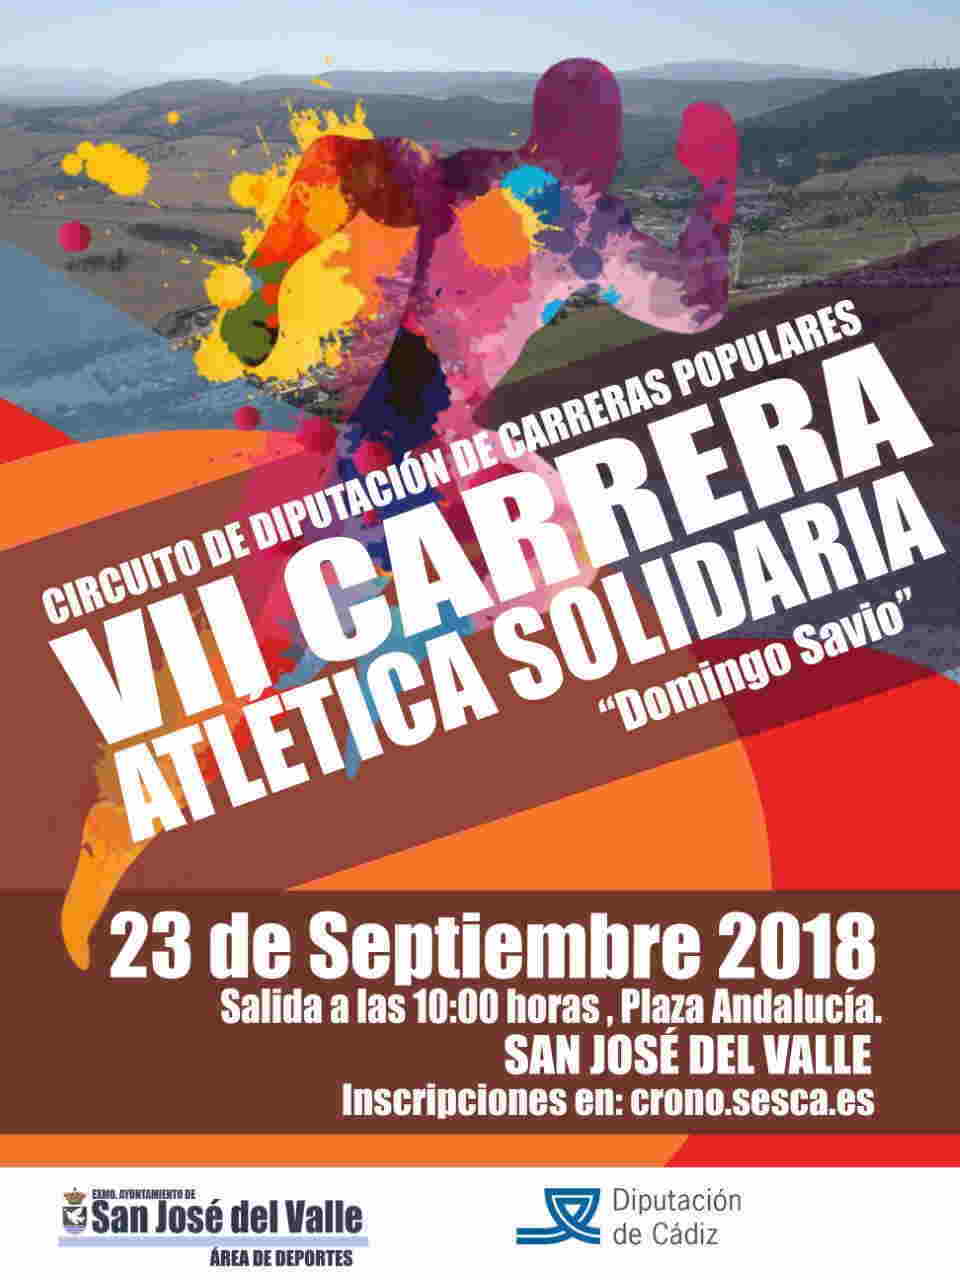 CIRCUITO DE DIPUTACIÓN DE CARRERAS POPULARES
VII CARRERA
ATLÉTICA SOLIDARIA
“Domingo Savio”
23 de Septiembre 2018
Salida a las 10:00 horas , Plaza Andalucía.
SAN JOSÉ DEL VALLE
Inscripciones en: crono.sesca.es
EXMO. AYUNTAMIENTO DE
San José del Valle
ÁREA DE DEPORTES
Diputación
de Cádiz